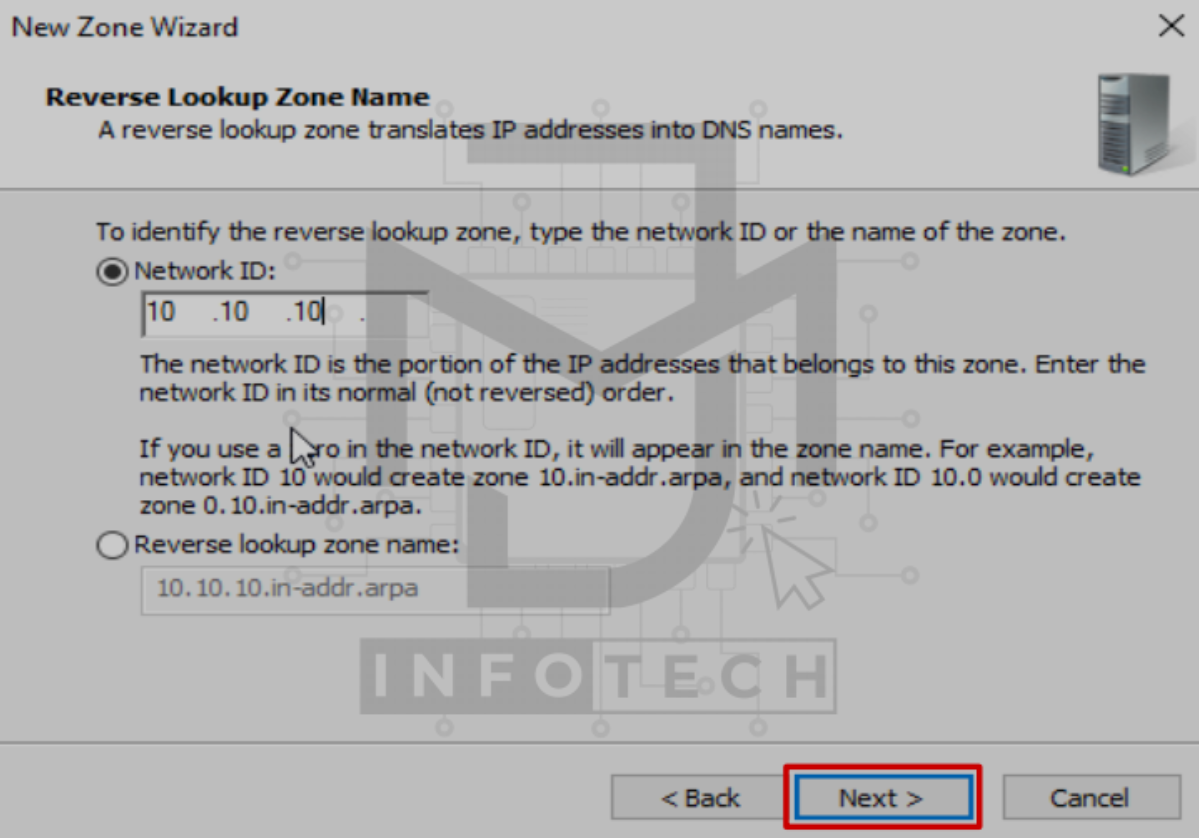 New Zone Wizard
Reverse Lookup Zone Name
A reverse lookup zone translates IP addresses into DNS names.
To identify the reverse lookup zone, type the network ID or the name of the zone.
Network ID:
10 .10 .10 .
The network ID is the portion of the IP addresses that belongs to this zone. Enter the
network ID in its normal (not reversed) order.
If you use a ro in the network ID, it will appear in the zone name. For example,
network ID 10 would create zone 10.in-addr.arpa, and network ID 10.0 would create
zone 0.10.in-addr.arpa.
Reverse lookup zone name:
10.10.10.in-addr.arpa
INFOTECH
< Back Next > Cancel